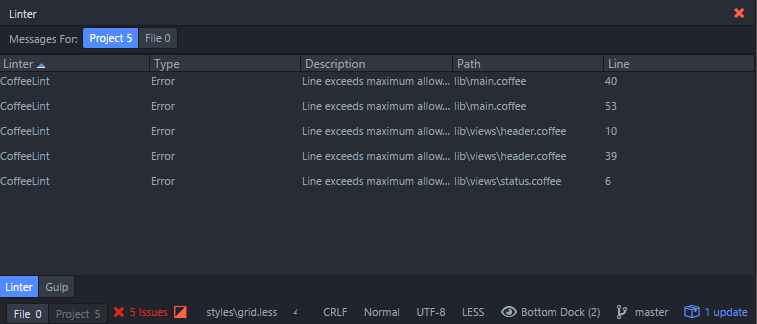 Linter
Messages For: Project 5 File 0
Linter Type Description Path Line
CoffeeLint Error Line exceeds maximum allow... lib\main.coffee 40
CoffeeLint Error Line exceeds maximum allow... lib\main.coffee 53
CoffeeLint Error Line exceeds maximum allow... lib\views\header.coffee 10
CoffeeLint Error Line exceeds maximum allow... lib\views\header.coffee 39
CoffeeLint Error Line exceeds maximum allow... lib\views\status.coffee 6
Linter Gulp
File 0 Project 5 5 Issues styles\grid.less CRLF Normal UTF-8 LESS Bottom Dock (2) master 1 update